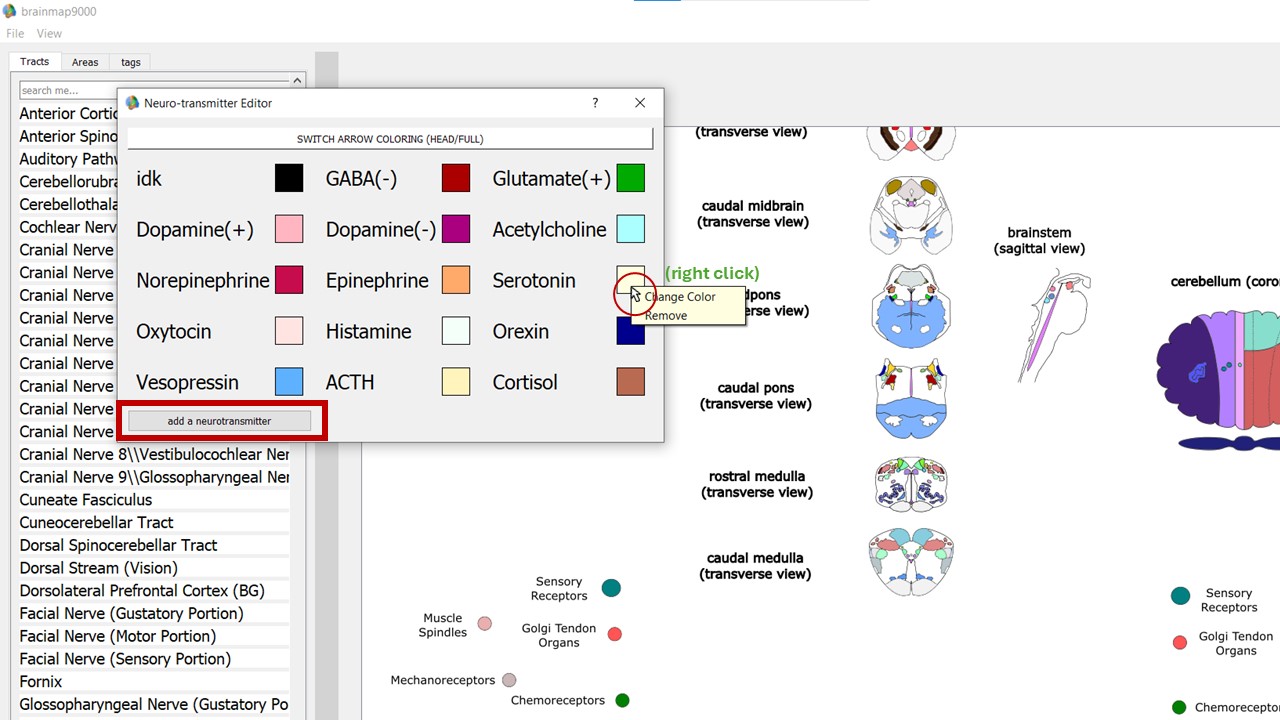 brainmap9000
File View
Tracts Areas tags
search me...
Anterior Cortic
Anterior Spino
Auditory Pathw
Cerebellorubra
Cerebellothala
Cochlear Nerv
Cranial Nerve
Cranial Nerve
Cranial Nerve
Cranial Nerve
Cranial Nerve
Cranial Nerve
Cranial Nerve
Cranial Nerve
Cranial Nerve
Cranial Nerve 8\\Vestibulocochlear Ner
Cranial Nerve 9\\Glossopharyngeal Ner
Cuneate Fasciculus
Cuneocerebellar Tract
Dorsal Spinocerebellar Tract
Dorsal Stream (Vision)
Dorsolateral Prefrontal Cortex (BG)
Facial Nerve (Gustatory Portion)
Facial Nerve (Motor Portion)
Facial Nerve (Sensory Portion)
Fornix
Glossopharyngeal Nerve (Gustatory Po
Neuro-transmitter Editor ?
SWITCH ARROW COLORING (HEAD/FULL)
idk GABA(-) Glutamate(+)
Dopamine(+) Dopamine(-) Acetylcholine
Norepinephrine Epinephrine Serotonin
Oxytocin Histamine Orexin
Vesopressin ACTH Cortisol
add a neurotransmitter
(right click)
Change Color
Remove
(transverse view)
caudal midbrain
(transverse view)
dpons
erse view)
caudal pons
(transverse view)
rostral medulla
(transverse view)
caudal medulla
(transverse view)
brainstem
(sagittal view)
cerebellum (coro
Sensory
Receptors
Muscle
Spindles
Golgi Tendon
Organs
Mechanoreceptors
Chemoreceptors
Sensory
Receptors
Golgi Tendon
Organs
Chemoreceptor